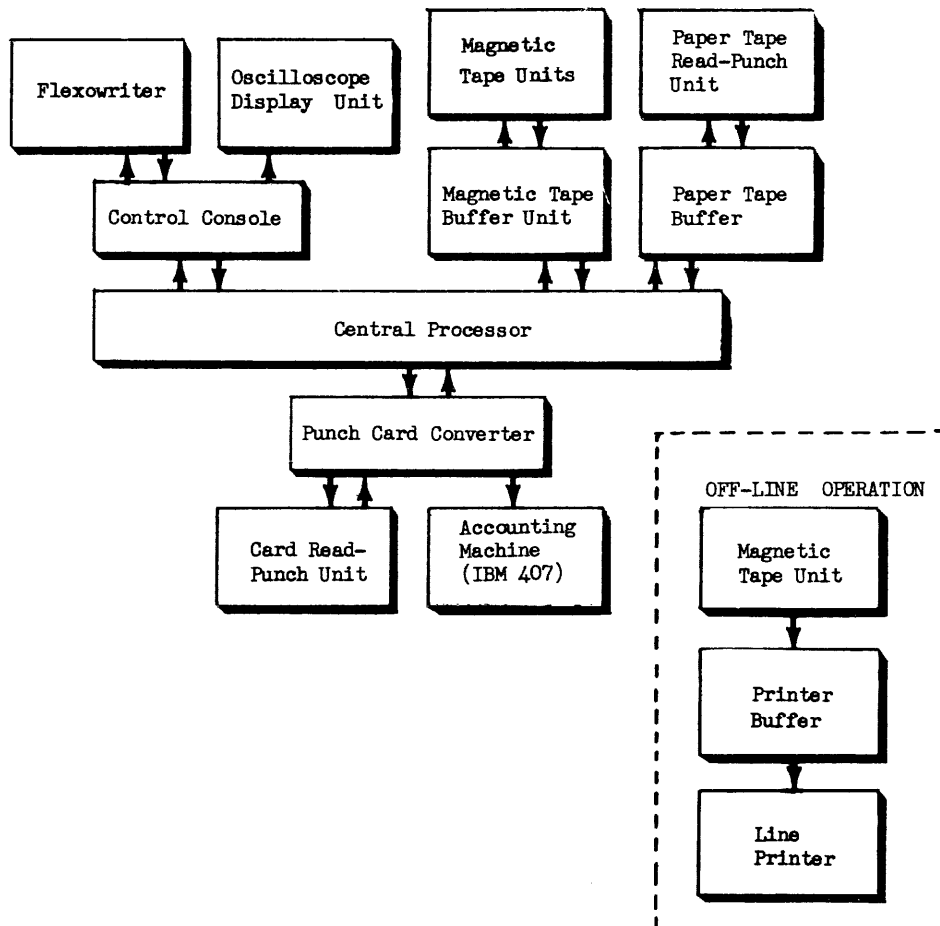 Flexowriter
Oscilloscope
Display Unit
Magnetic
Tape Units
Paper Tape
Read-Punch
Unit
Control Console
Magnetic Tape
Buffer Unit
Paper Tape
Buffer
Central Processor
Punch Card Converter
Card Read-
Punch Unit
Accounting
Machine
(IBM 407)
OFF-LINE OPERATION
Magnetic
Tape Unit
Printer
Buffer
Line
Printer